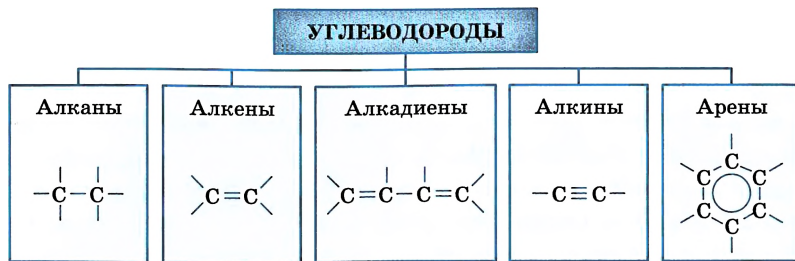 УГЛЕВОДОРОДЫ
Алканы
Алкены
Алкадиены
Алкины
Арены
C–C
C=C
C=C–C=C
C≡C
C
C C
C C
C